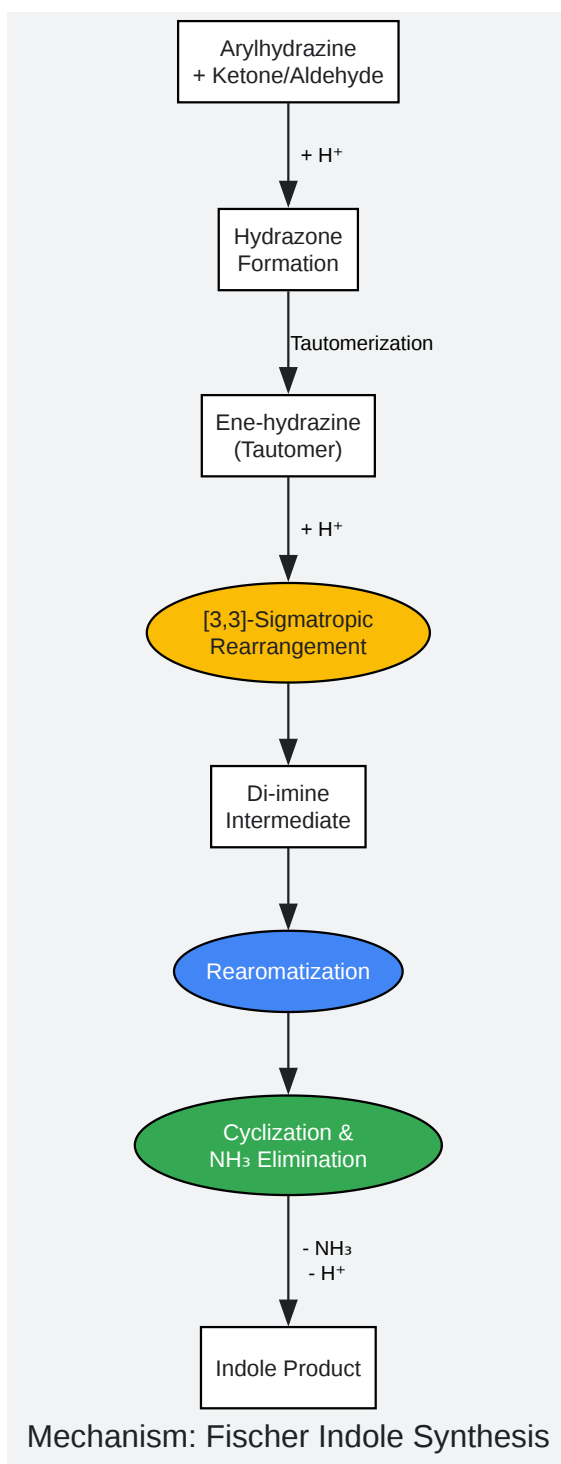 Arylhydrazine
+ Ketone/Aldehyde
+ H⁺
Hydrazone
Formation
Tautomerization
Ene-hydrazine
(Tautomer)
+ H⁺
[3,3]-Sigmatropic
Rearrangement
Di-imine
Intermediate
Rearomatization
Cyclization &
NH₃ Elimination
- NH₃
- H⁺
Indole Product
Mechanism: Fischer Indole Synthesis